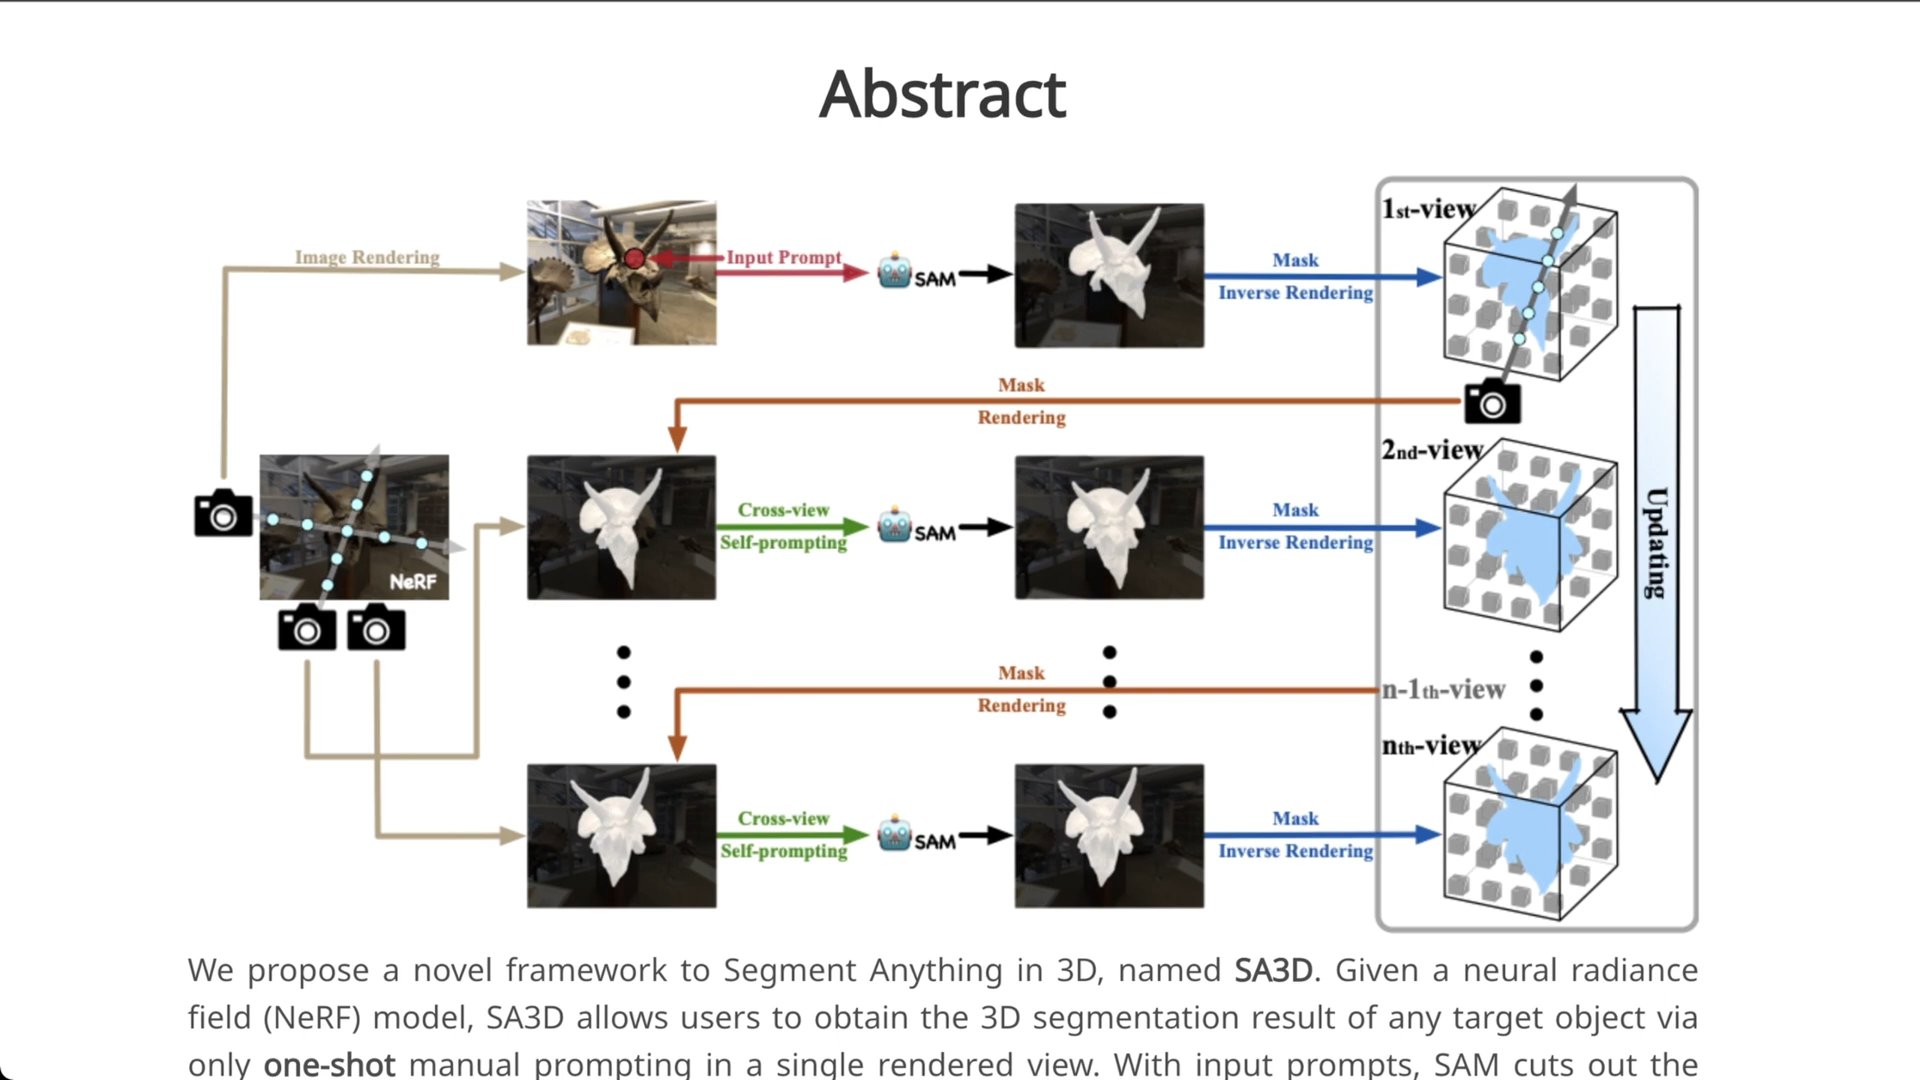 Abstract
1st-view
Image Rendering
Input Prompt
SAM
Mask
Inverse Rendering
Mask
Rendering
2nd-view
NeRF
Cross-view
Self-prompting
SAM
Mask
Inverse Rendering
Updating
Mask
Rendering
n-1th-view
nth-view
Cross-view
Self-prompting
SAM
Mask
Inverse Rendering
We propose a novel framework to Segment Anything in 3D, named SA3D. Given a neural radiance
field (NeRF) model, SA3D allows users to obtain the 3D segmentation result of any target object via
only one-shot manual prompting in a single rendered view. With input prompts, SAM cuts out the